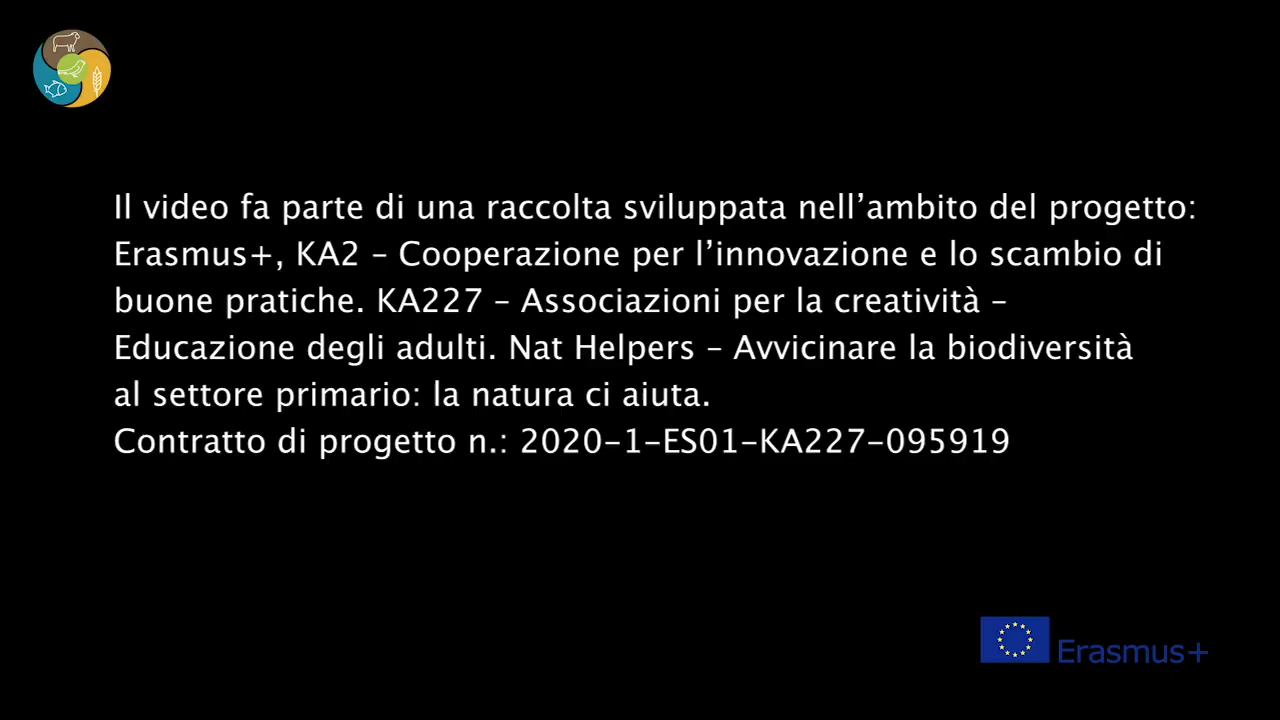 Il video fa parte di una raccolta sviluppata nell’ambito del progetto:
Erasmus+, KA2 – Cooperazione per l’innovazione e lo scambio di
buone pratiche. KA227 – Associazioni per la creatività –
Educazione degli adulti. Nat Helpers – Avvicinare la biodiversità
al settore primario: la natura ci aiuta.
Contratto di progetto n.: 2020-1-ES01-KA227-095919
Erasmus+